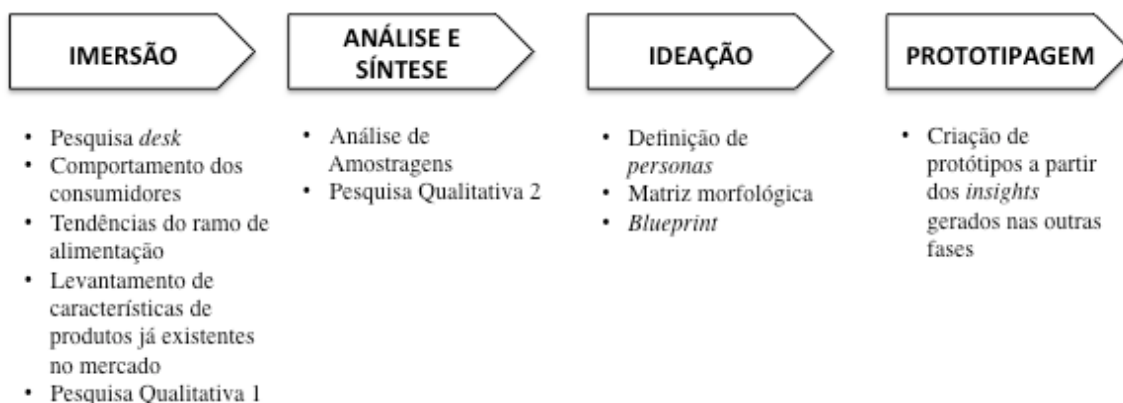 IMERSÃO
• Pesquisa desk
• Comportamento dos
consumidores
• Tendências do ramo de
alimentação
• Levantamento de
características de
produtos já existentes
no mercado
• Pesquisa Qualitativa 1
ANÁLISE E
SÍNTESE
• Análise de
Amostragens
• Pesquisa Qualitativa 2
IDEAÇÃO
• Definição de
personas
• Matriz morfológica
• Blueprint
PROTOTIPAGEM
• Criação de
protótipos a partir
dos insights
gerados nas outras
fases